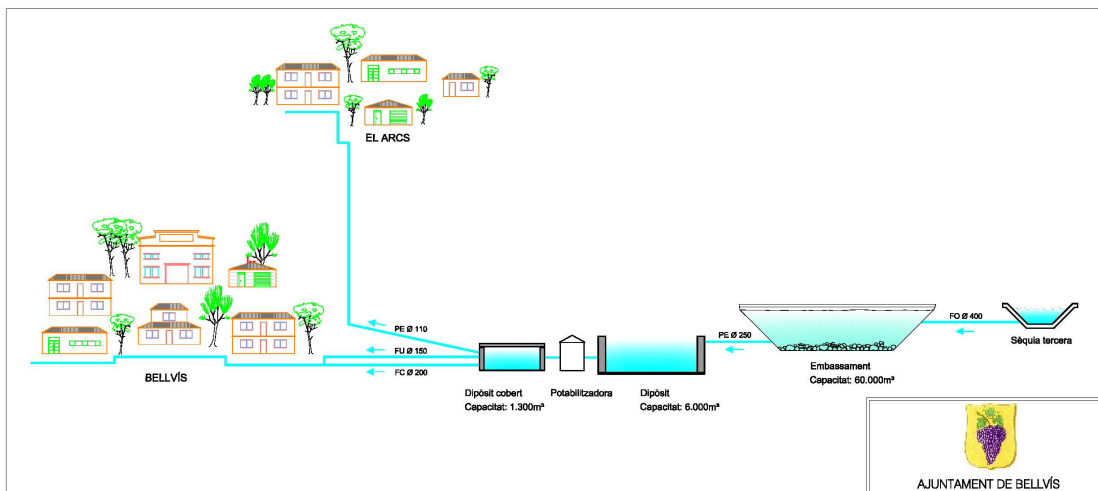 EL ARCS
PE Ø 110
FU Ø 150
FC Ø 200
BELLVÍS
Dipòsit cobert
Capacitat: 1.300m³
Potabilitzadora
Dipòsit
Capacitat: 6.000m³
PE Ø 250
Embassament
Capacitat: 60.000m³
FO Ø 400
Sèquia tercera
AJUNTAMENT DE BELLVÍS